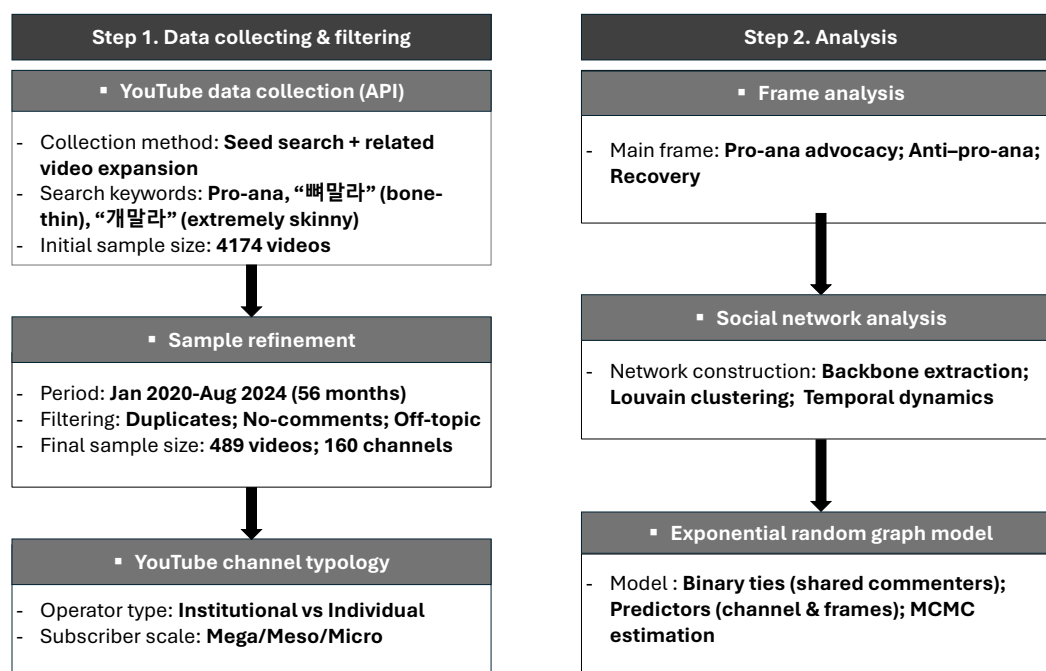 Step 1. Data collecting & filtering
▪ YouTube data collection (API)
- Collection method: Seed search + related
video expansion
- Search keywords: Pro-ana, “뼈말라” (bone-
thin), “개말라” (extremely skinny)
- Initial sample size: 4174 videos
▪ Sample refinement
- Period: Jan 2020-Aug 2024 (56 months)
- Filtering: Duplicates; No-comments; Off-topic
- Final sample size: 489 videos; 160 channels
▪ YouTube channel typology
- Operator type: Institutional vs Individual
- Subscriber scale: Mega/Meso/Micro
Step 2. Analysis
▪ Frame analysis
- Main frame: Pro-ana advocacy; Anti–pro-ana;
Recovery
▪ Social network analysis
- Network construction: Backbone extraction;
Louvain clustering; Temporal dynamics
▪ Exponential random graph model
- Model : Binary ties (shared commenters);
Predictors (channel & frames); MCMC
estimation